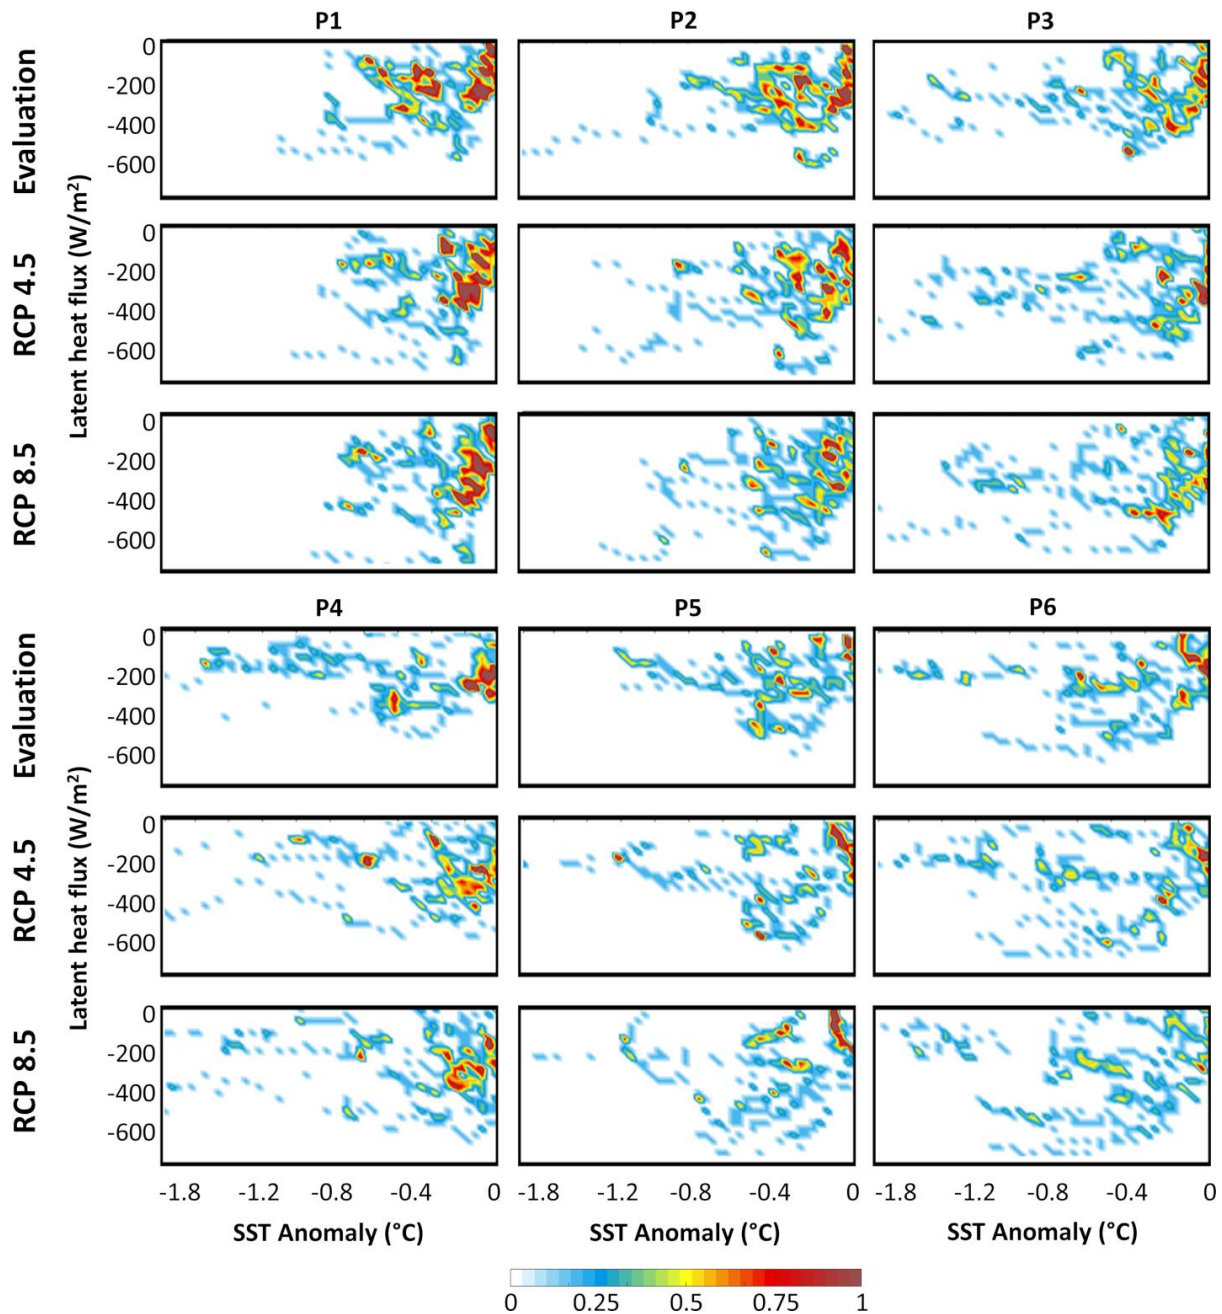 P1 P2 P3
Evaluation
0
-200
-400
-600
RCP 4.5
0
-200
-400
-600
RCP 8.5
0
-200
-400
-600
Latent heat flux (W/m²)
P4 P5 P6
Evaluation
0
-200
-400
-600
RCP 4.5
0
-200
-400
-600
RCP 8.5
0
-200
-400
-600
Latent heat flux (W/m²)
-1.8 -1.2 -0.8 -0.4 0 -1.8 -1.2 -0.8 -0.4 0 -1.8 -1.2 -0.8 -0.4 0
SST Anomaly (°C) SST Anomaly (°C) SST Anomaly (°C)
0 0.25 0.5 0.75 1